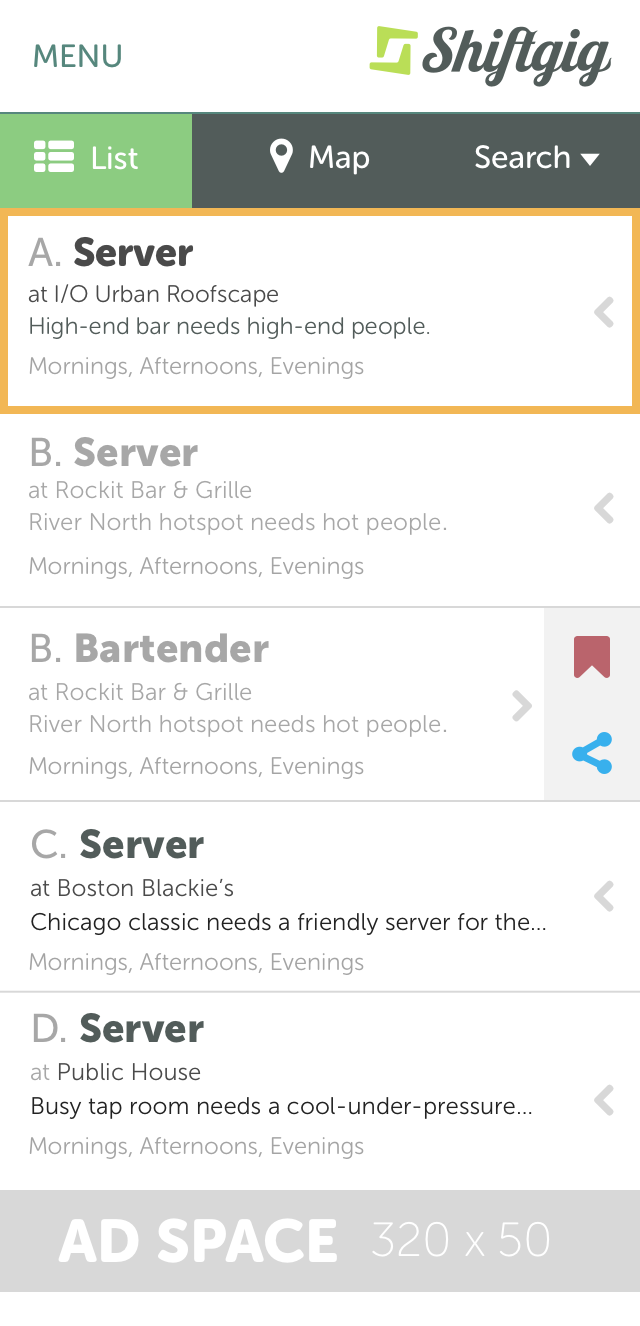 MENU
Shiftgig
List
Map
Search
A. Server
at I/O Urban Roofscape
High-end bar needs high-end people.
Mornings, Afternoons, Evenings
B. Server
at Rockit Bar & Grille
River North hotspot needs hot people.
Mornings, Afternoons, Evenings
B. Bartender
at Rockit Bar & Grille
River North hotspot needs hot people.
Mornings, Afternoons, Evenings
C. Server
at Boston Blackie’s
Chicago classic needs a friendly server for the...
Mornings, Afternoons, Evenings
D. Server
at Public House
Busy tap room needs a cool-under-pressure...
Mornings, Afternoons, Evenings
AD SPACE 320 x 50